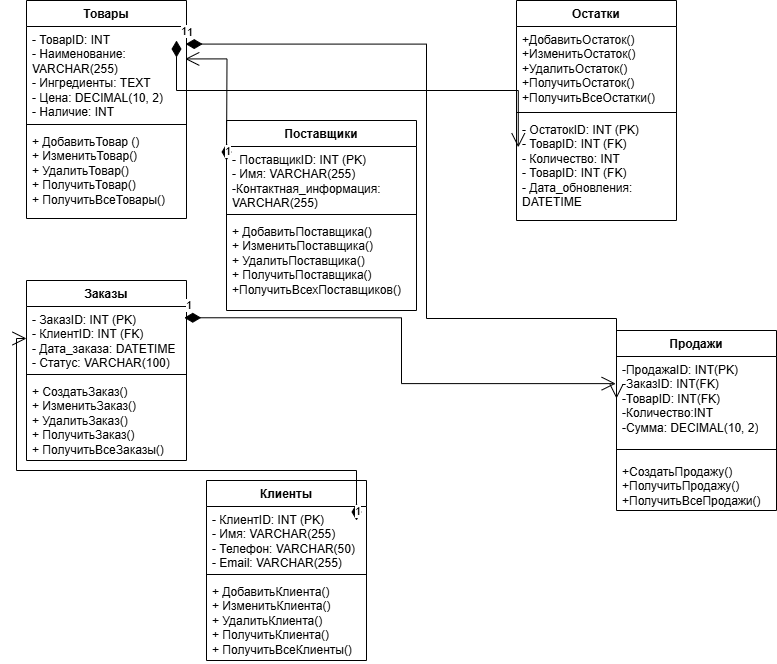 Товары
- ТоварID: INT
- Наименование:
VARCHAR(255)
- Ингредиенты: TEXT
- Цена: DECIMAL(10, 2)
- Наличие: INT
+ ДобавитьТовар ()
+ ИзменитьТовар()
+ УдалитьТовар()
+ ПолучитьТовар()
+ ПолучитьВсеТовары()
1
1
Остатки
+ДобавитьОстаток()
+ИзменитьОстаток()
+УдалитьОстаток()
+ПолучитьОстаток()
+ПолучитьВсеОстатки()
- ОстатокID: INT (PK)
- ТоварID: INT (FK)
- Количество: INT
- ТоварID: INT (FK)
- Дата_обновления:
DATETIME
Поставщики
1
- ПоставщикID: INT (PK)
- Имя: VARCHAR(255)
-Контактная_информация:
VARCHAR(255)
+ ДобавитьПоставщика()
+ ИзменитьПоставщика()
+ УдалитьПоставщика()
+ ПолучитьПоставщика()
+ПолучитьВсехПоставщиков()
Заказы
1
- ЗаказID: INT (PK)
- КлиентID: INT (FK)
- Дата_заказа: DATETIME
- Статус: VARCHAR(100)
+ СоздатьЗаказ()
+ ИзменитьЗаказ()
+ УдалитьЗаказ()
+ ПолучитьЗаказ()
+ ПолучитьВсеЗаказы()
Продажи
-ПродажаID: INT(PK)
-ЗаказID: INT(FK)
-ТоварID: INT(FK)
-Количество:INT
-Сумма: DECIMAL(10, 2)
+СоздатьПродажу()
+ПолучитьПродажу()
+ПолучитьВсеПродажи()
Клиенты
1
- КлиентID: INT (PK)
- Имя: VARCHAR(255)
- Телефон: VARCHAR(50)
- Email: VARCHAR(255)
+ ДобавитьКлиента()
+ ИзменитьКлиента()
+ УдалитьКлиента()
+ ПолучитьКлиента()
+ ПолучитьВсеКлиенты()